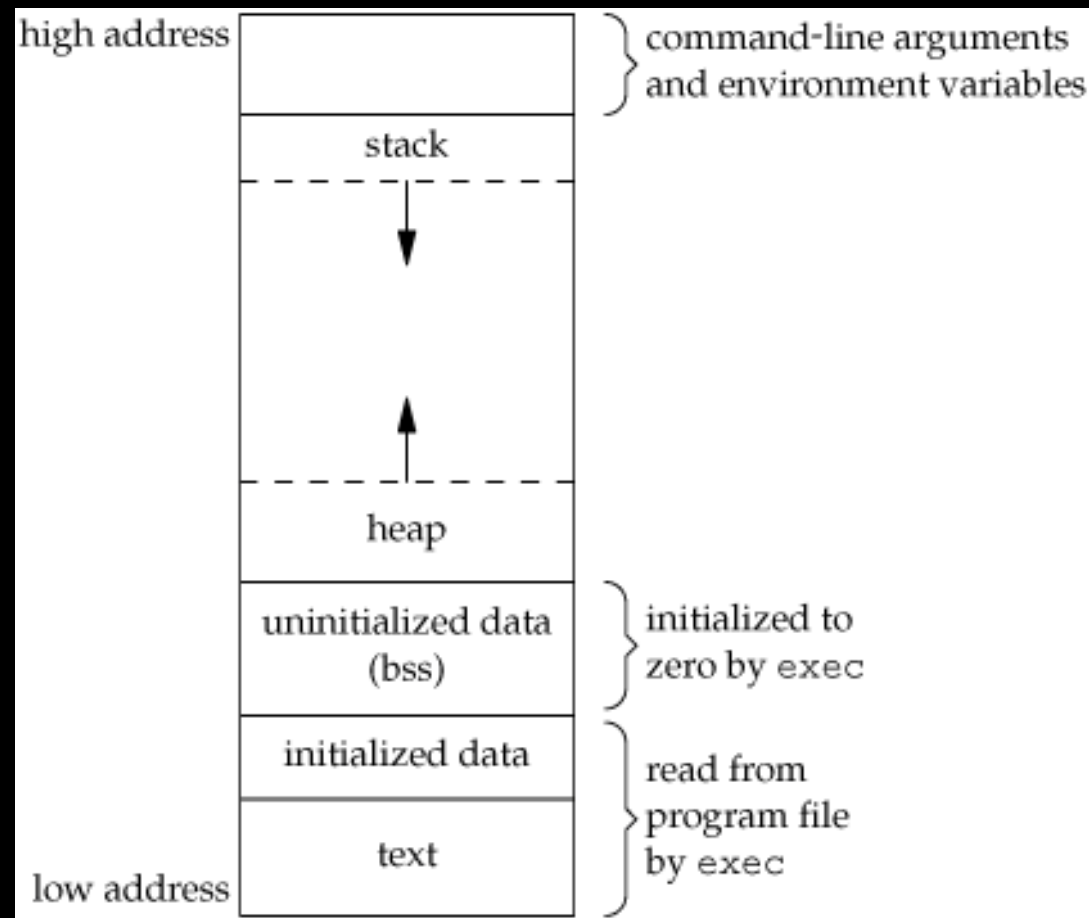 high address
command-line arguments
and environment variables
stack
heap
uninitialized data
(bss)
initialized to
zero by exec
initialized data
read from
program file
by exec
text
low address